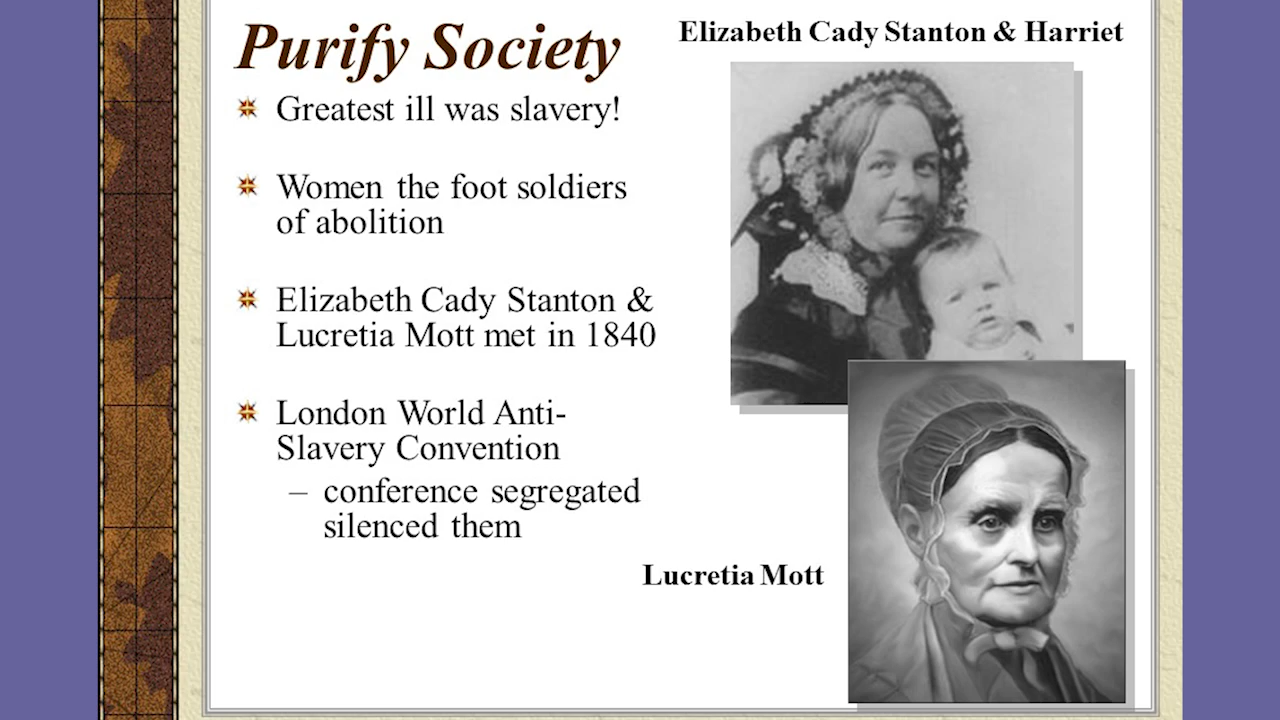 Purify Society
Elizabeth Cady Stanton & Harriet
Greatest ill was slavery!
Women the foot soldiers
of abolition
Elizabeth Cady Stanton &
Lucretia Mott met in 1840
London World Anti-
Slavery Convention
– conference segregated
silenced them
Lucretia Mott